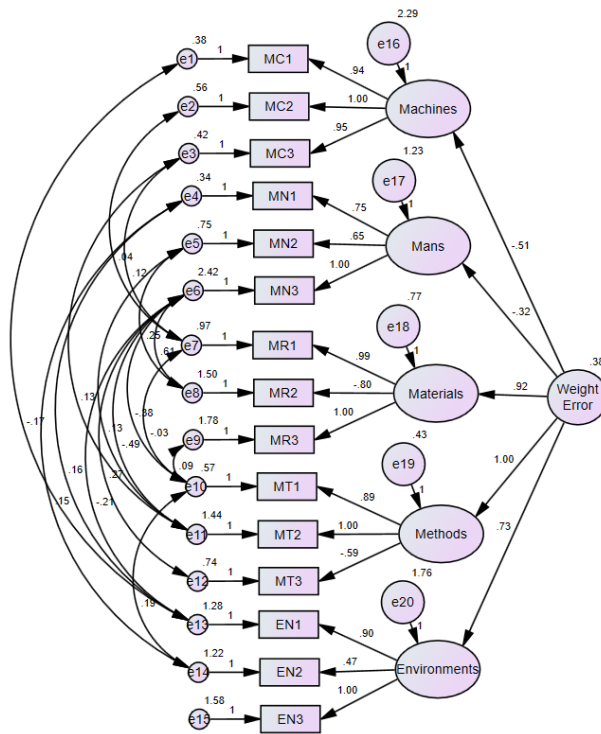 2.29
.38
e16
e1
1
MC1
1
.94
.56
e2
1
MC2
1.00
Machines
.42
e3
1
MC3
.95
1.23
e17
.34
e4
1
MN1
1
.75
-.51
.75
e5
1
MN2
.65
Mans
.04
.12
2.42
e6
1
MN3
1.00
-.32
.77
.97
e18
.25
.61
e7
1
MR1
1
.99
.38
1.50
e8
1
MR2
-.80
Materials
.92
Weight
Error
.13
-.17
1.78
e9
1
MR3
1.00
.43
-.38
.13
-.03
-.49
1.00
e19
.16
.27
.09
.57
e10
1
MT1
1
.89
.15
-.21
1.44
e11
1
MT2
1.00
Methods
.73
.74
e12
1
MT3
-.59
1.76
.19
1.28
e20
e13
1
EN1
1
.90
1.22
e14
1
EN2
.47
Environments
1.58
e15
1
EN3
1.00